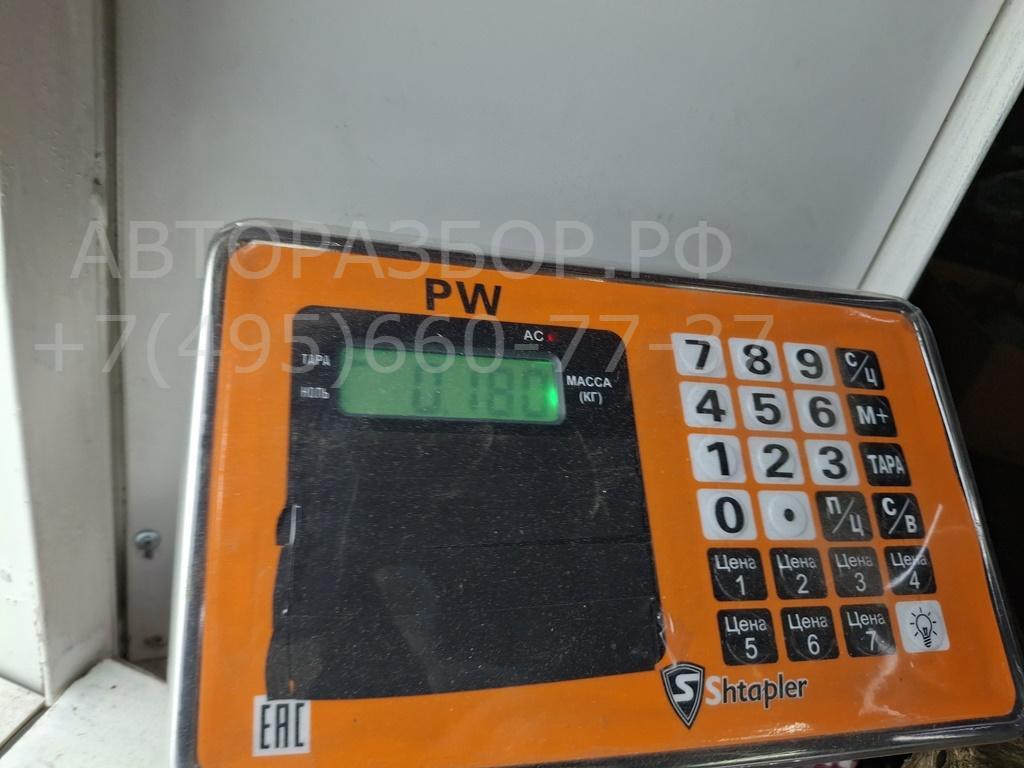 АВТОРАЗБОР.РФ
+7(495)660-77-37
PW
AC
ТАРА
НОЛЬ
0.180
МАССА
(КГ)
7 8 9 С/Ц
4 5 6 М+
1 2 3 ТАРА
0 . П/Ц С/В
Цена 1 Цена 2 Цена 3 Цена 4
Цена 5 Цена 6 Цена 7
S Shtapler
EAC